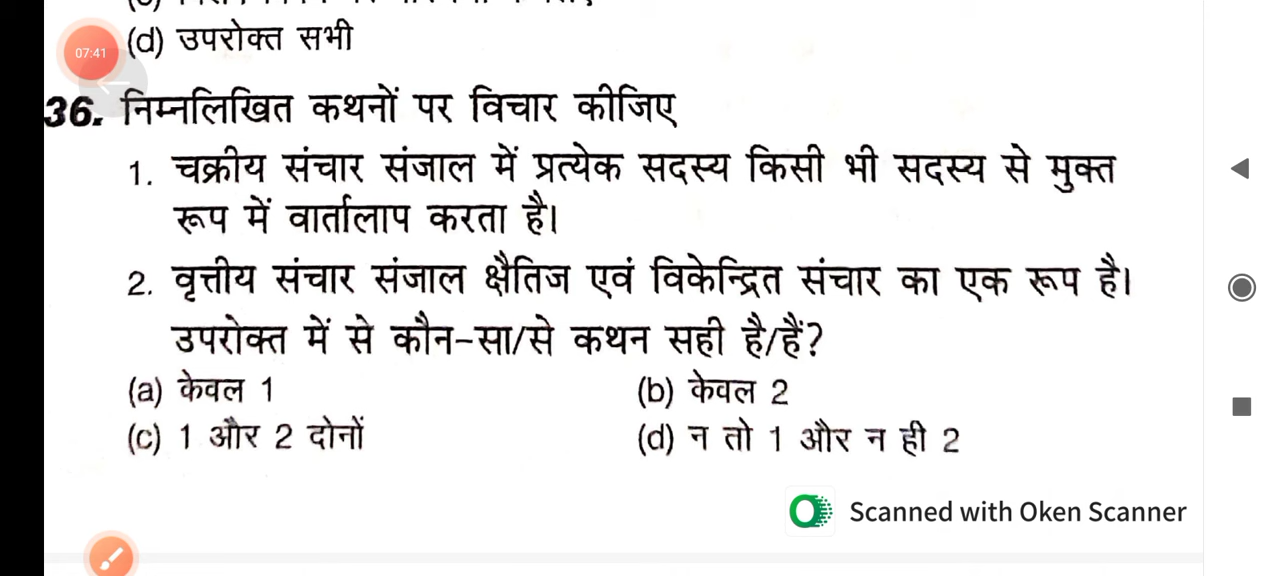 (d) उपरोक्त सभी
07:41
36. निम्नलिखित कथनों पर विचार कीजिए
1. चक्रीय संचार संजाल में प्रत्येक सदस्य किसी भी सदस्य से मुक्त
रूप में वार्तालाप करता है।
2. वृत्तीय संचार संजाल क्षैतिज एवं विकेन्द्रित संचार का एक रूप है।
उपरोक्त में से कौन-सा/से कथन सही है/हैं?
(a) केवल 1 (b) केवल 2
(c) 1 और 2 दोनों (d) न तो 1 और न ही 2
Scanned with Oken Scanner